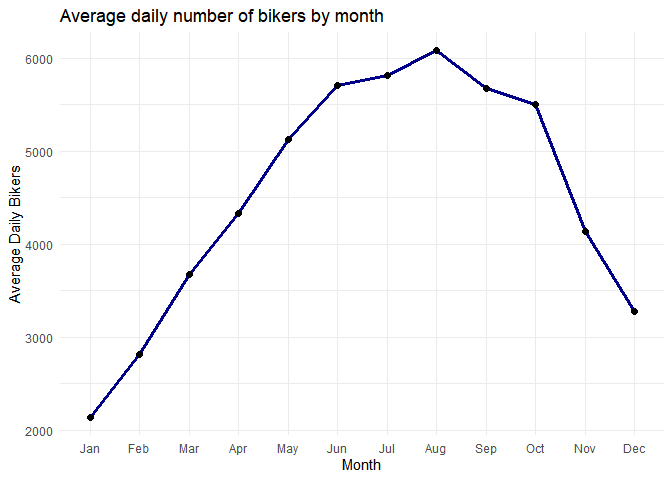 Average daily number of bikers by month
Average Daily Bikers
6000
5000
4000
3000
2000
Jan Feb Mar Apr May Jun Jul Aug Sep Oct Nov Dec
Month